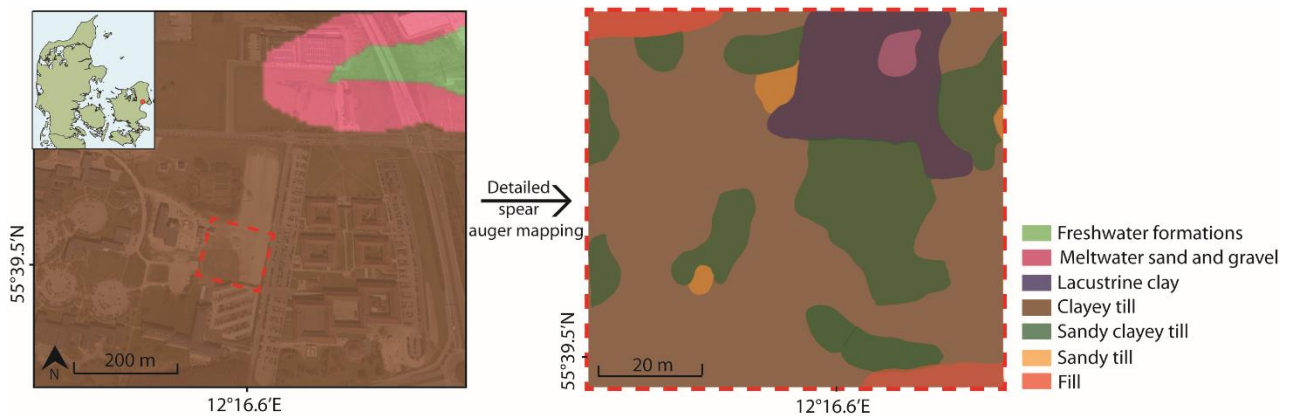 55°39.5'N
N
200 m
12°16.6'E
Detailed
spear
auger mapping
55°39.5'N
20 m
12°16.6'E
Freshwater formations
Meltwater sand and gravel
Lacustrine clay
Clayey till
Sandy clayey till
Sandy till
Fill